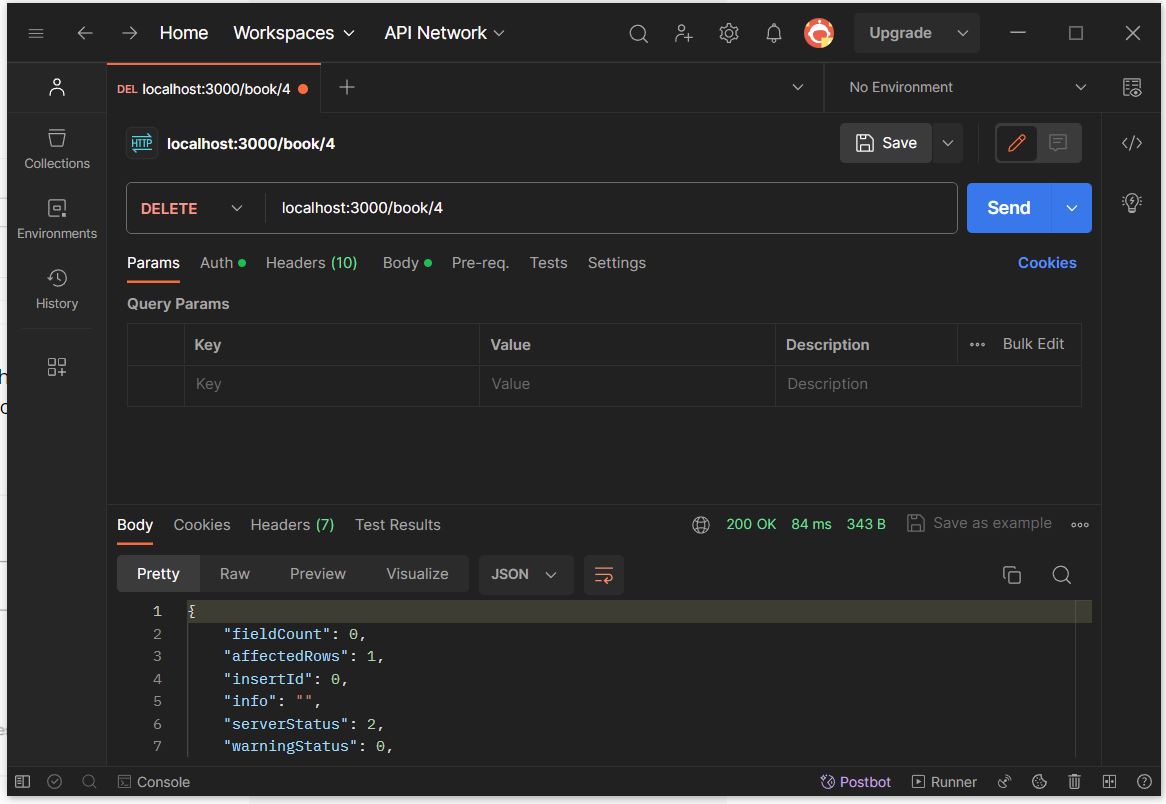 Home Workspaces API Network Upgrade
DEL localhost:3000/book/4 No Environment
HTTP localhost:3000/book/4 Save
Collections
DELETE localhost:3000/book/4 Send
Environments
Params Auth Headers (10) Body Pre-req. Tests Settings Cookies
History
Query Params
Key Value Description Bulk Edit
Key Value Description
Body Cookies Headers (7) Test Results 200 OK 84 ms 343 B Save as example
Pretty Raw Preview Visualize JSON
1 {
2 "fieldCount": 0,
3 "affectedRows": 1,
4 "insertId": 0,
5 "info": "",
6 "serverStatus": 2,
7 "warningStatus": 0,
Console Postbot Runner